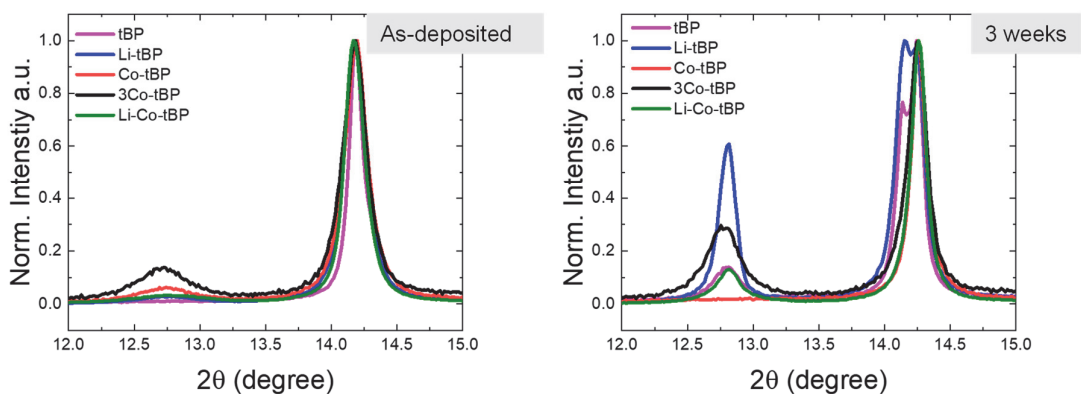 As-deposited
tBP
Li-tBP
Co-tBP
3Co-tBP
Li-Co-tBP
Norm. Intenstiy a.u.
1.0
0.8
0.6
0.4
0.2
0.0
12.0 12.5 13.0 13.5 14.0 14.5 15.0
2θ (degree)
3 weeks
tBP
Li-tBP
Co-tBP
3Co-tBP
Li-Co-tBP
Norm. Intenstiy a.u.
1.0
0.8
0.6
0.4
0.2
0.0
12.0 12.5 13.0 13.5 14.0 14.5 15.0
2θ (degree)